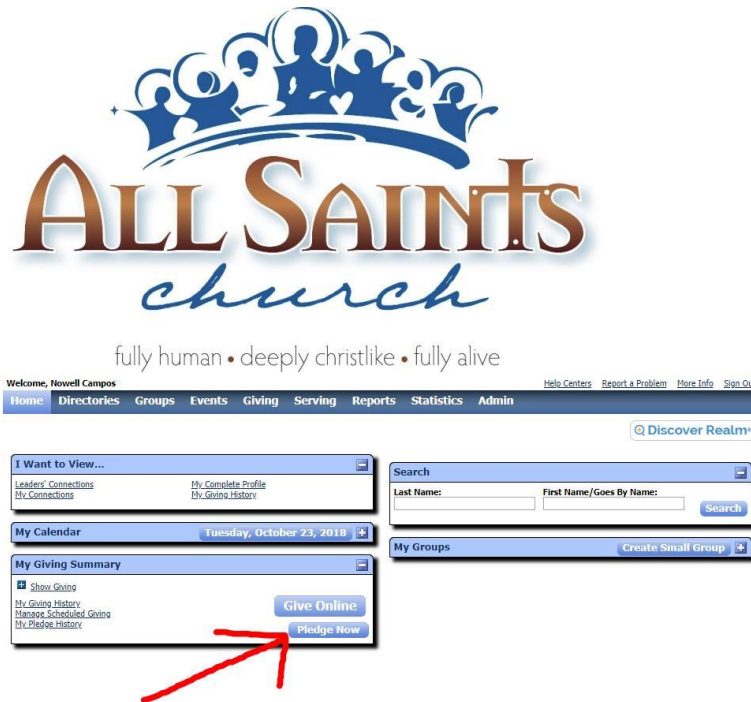 ALL SAINTS
church
fully human • deeply christlike • fully alive
Welcome, Nowell Campos
Help Centers Report a Problem More Info Sign Ou
Home Directories Groups Events Giving Serving Reports Statistics Admin
Discover Realm
I Want to View...
Leaders' Connections My Complete Profile
My Connections My Giving History
Search
Last Name: First Name/Goes By Name:
Search
My Calendar Tuesday, October 23, 2018
My Groups Create Small Group
My Giving Summary
Show Giving
My Giving History
Manage Scheduled Giving
My Pledge History
Give Online
Pledge Now